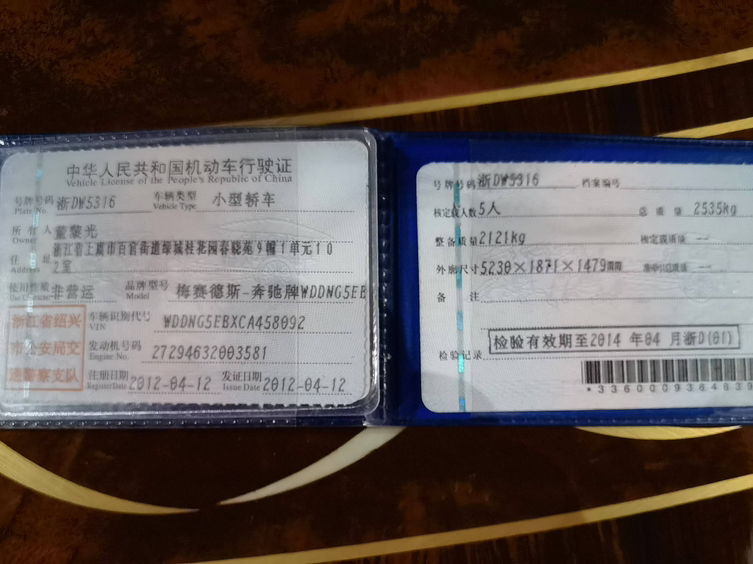 中华人民共和国机动车行驶证
Vehicle License of the People's Republic of China
号牌号码 浙DW5316 车辆类型 小型轿车
Plate No. Vehicle Type
所有人 董黎光
Owner
住址 浙江省上虞市百官街道绿城桂花园春晓苑9幢1单元10
Address 2室
使用性质 非营运 品牌型号 梅赛德斯-奔驰牌WDDNG5EB
Use Character Model
浙江省绍兴 车辆识别代号 WDDNG5EBXCA458092
VIN
市公安局交 发动机号码 27294632003581
Engine No.
通警察支队 注册日期 2012-04-12 发证日期 2012-04-12
Register Date Issue Date
号牌号码 浙DW5316 档案编号
核定载人数 5人 总质量 2535kg
整备质量 2121kg 核定载质量 --
外廓尺寸 5230×1871×1479mm 准牵引总质量 --
备注
检验有效期至2014 年04 月浙D(01)
检验记录